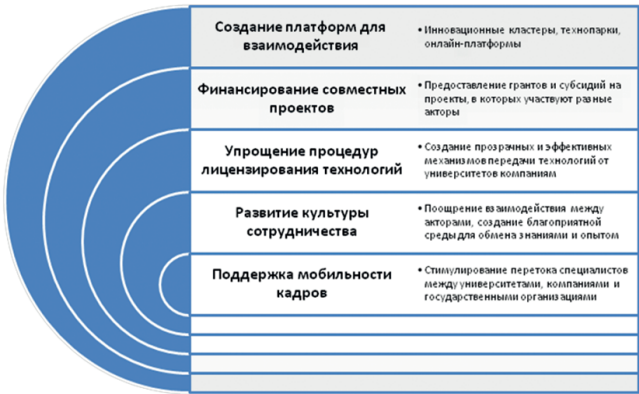 Создание платформ для
взаимодействия
• Инновационные кластеры, технопарки,
онлайн-платформы
Финансирование совместных
проектов
• Предоставление грантов и субсидий на
проекты, в которых участвуют разные
акторы
Упрощение процедур
лицензирования технологий
• Создание прозрачных и эффективных
механизмов передачи технологий от
университетов компаниям
Развитие культуры
сотрудничества
• Поощрение взаимодействия между
акторами, создание благоприятной
среды для обмена знаниями и опытом
Поддержка мобильности
кадров
• Стимулирование перетока специалистов
между университетами, компаниями и
государственными организациями